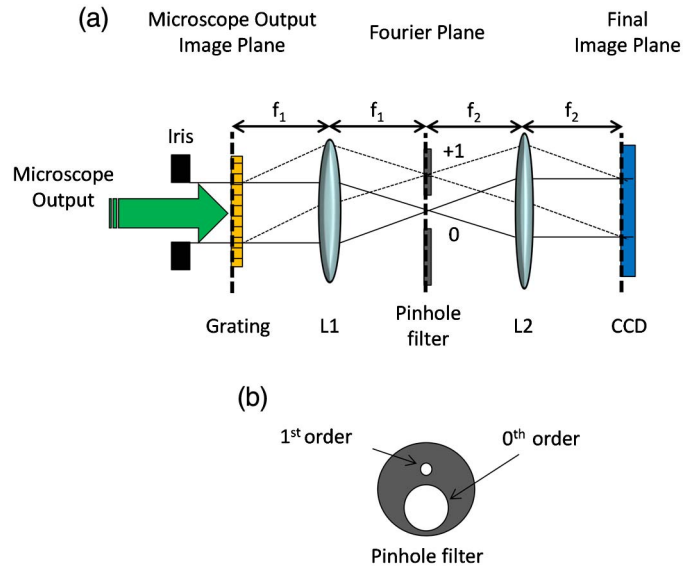 (a)
Microscope Output
Image Plane
Fourier Plane
Final
Image Plane
f1
f1
f2
f2
Iris
Microscope
Output
+1
0
Grating
L1
Pinhole
filter
L2
CCD
(b)
1st order
0th order
Pinhole filter